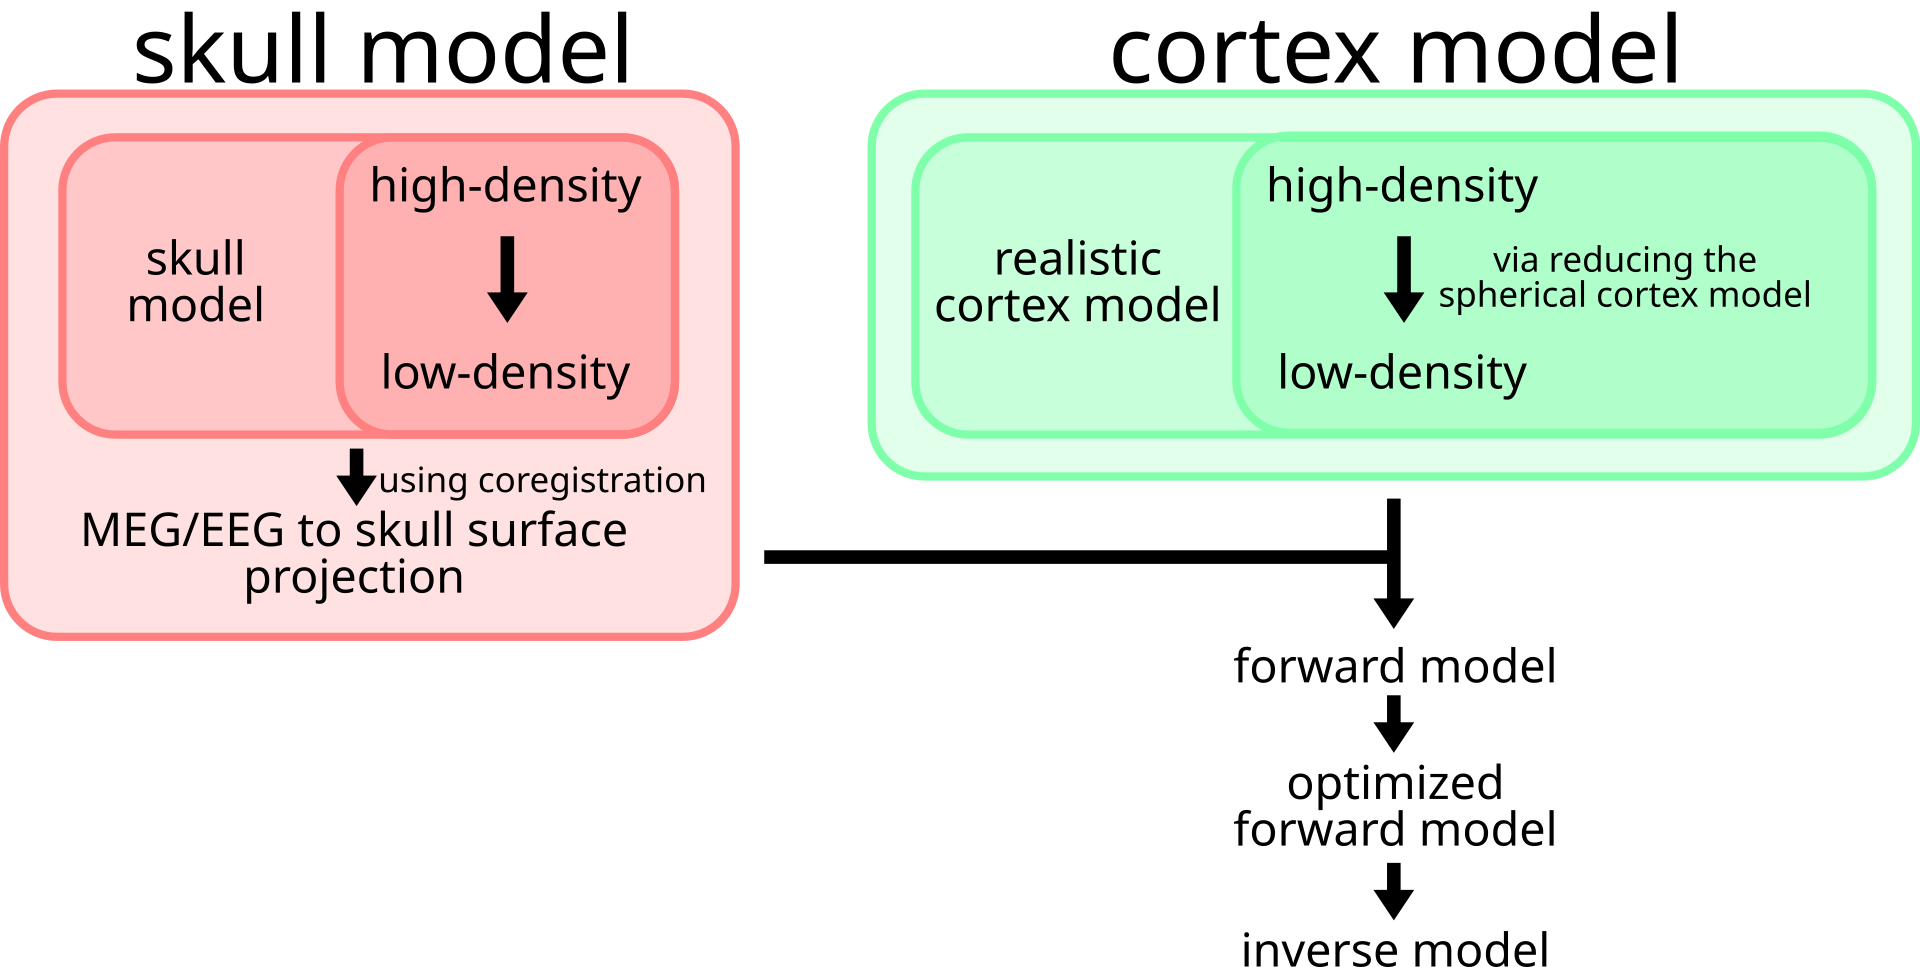 skull model
high-density
skull
model
low-density
using coregistration
MEG/EEG to skull surface
projection
cortex model
high-density
realistic
cortex model
via reducing the
spherical cortex model
low-density
forward model
optimized
forward model
inverse model